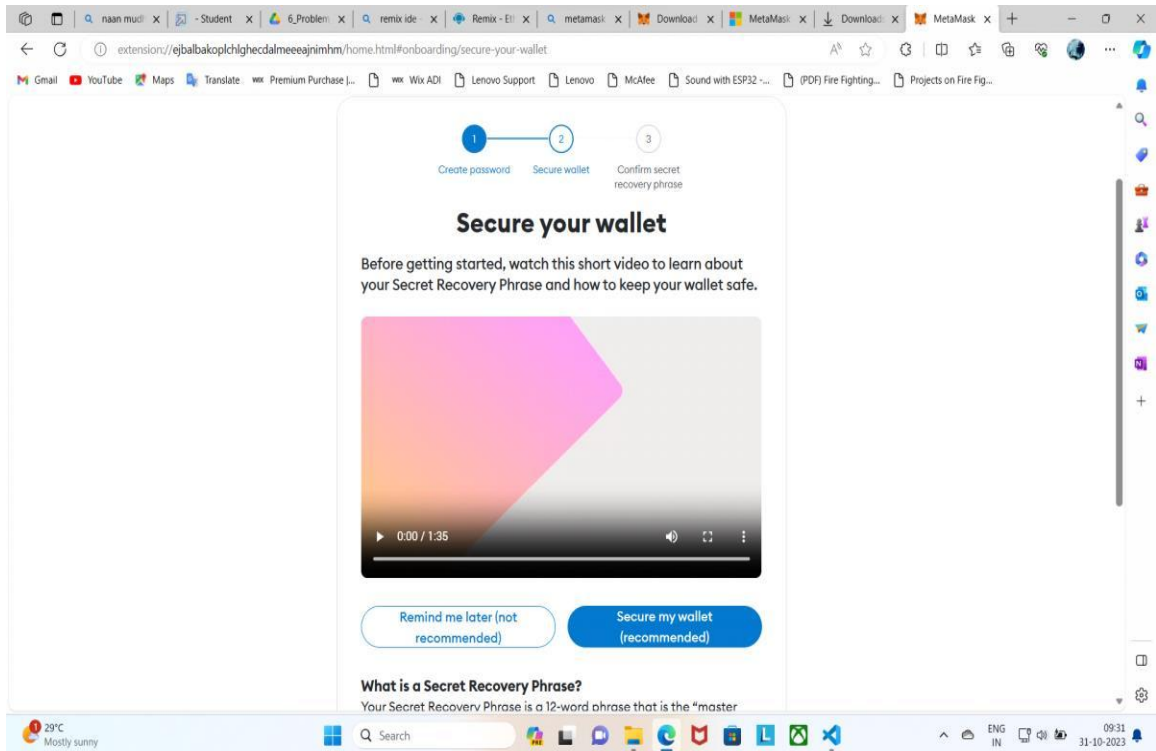 naan mud
- Student
6_Problem
remix ide -
Remix - Et
metamask
Download
MetaMask
Download
MetaMask
extension://ejbalbakoplchlghecdalmeeeajnimhm/home.html#onboarding/secure-your-wallet
Gmail
YouTube
Maps
Translate
Premium Purchase |...
Wix ADI
Lenovo Support
Lenovo
McAfee
Sound with ESP32 -...
(PDF) Fire Fighting...
Projects on Fire Fig...
1
2
3
Create password
Secure wallet
Confirm secret
recovery phrase
Secure your wallet
Before getting started, watch this short video to learn about
your Secret Recovery Phrase and how to keep your wallet safe.
0:00 / 1:35
Remind me later (not
recommended)
Secure my wallet
(recommended)
What is a Secret Recovery Phrase?
Your Secret Recovery Phrase is a 12-word phrase that is the “master
29°C
Mostly sunny
Search
ENG
IN
09:31
31-10-2023